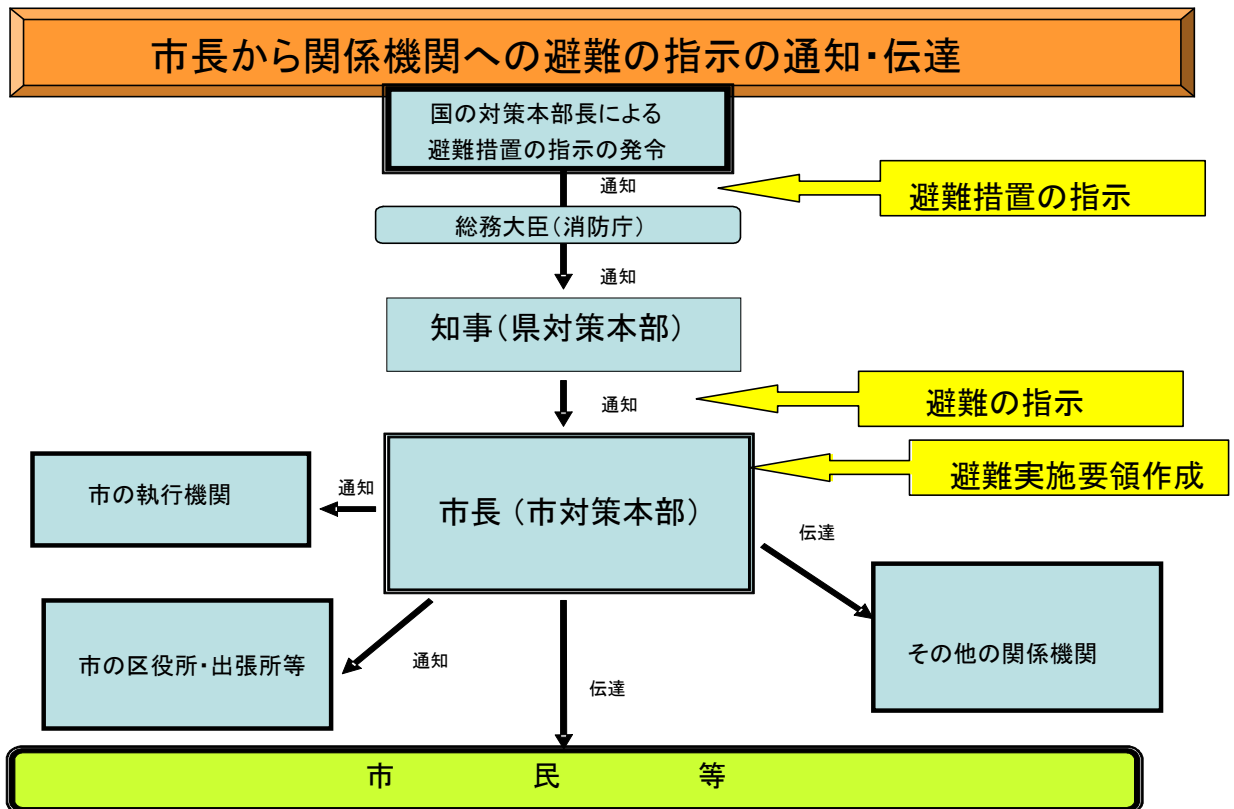 市長から関係機関への避難の指示の通知・伝達
国の対策本部長による
避難措置の指示の発令
通知
避難措置の指示
総務大臣(消防庁)
通知
知事(県対策本部)
通知
避難の指示
避難実施要領作成
市の執行機関
通知
市長(市対策本部)
伝達
市の区役所・出張所等
通知
伝達
その他の関係機関
市民等